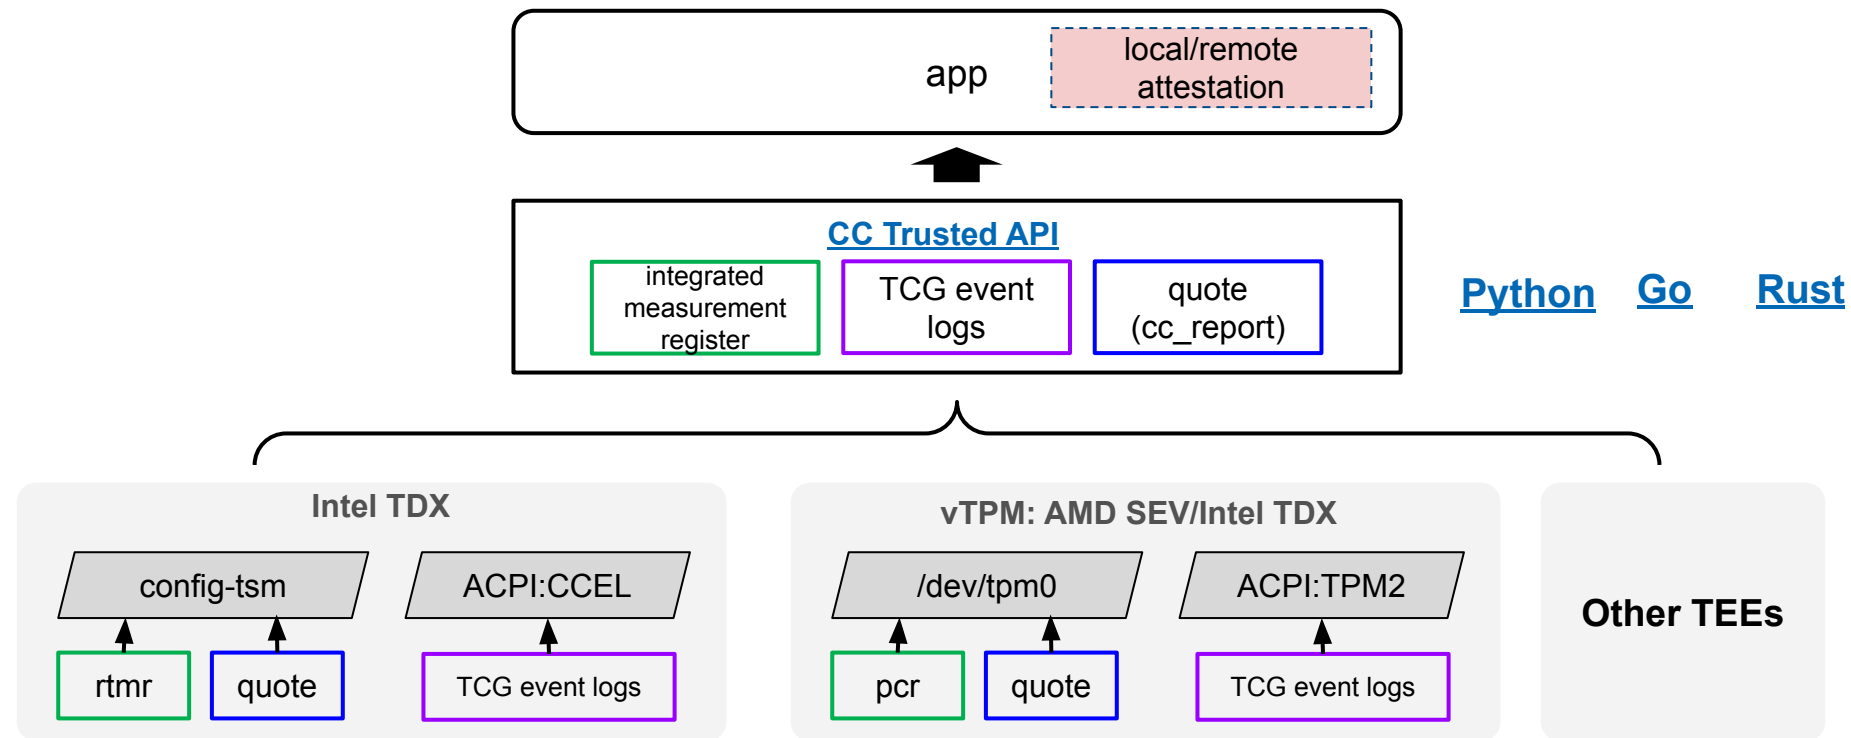 app
local/remote
attestation
CC Trusted API
integrated
measurement
register
TCG event
logs
quote
(cc_report)
Python
Go
Rust
Intel TDX
config-tsm
ACPI:CCEL
rtmr
quote
TCG event logs
vTPM: AMD SEV/Intel TDX
/dev/tpm0
ACPI:TPM2
pcr
quote
TCG event logs
Other TEEs